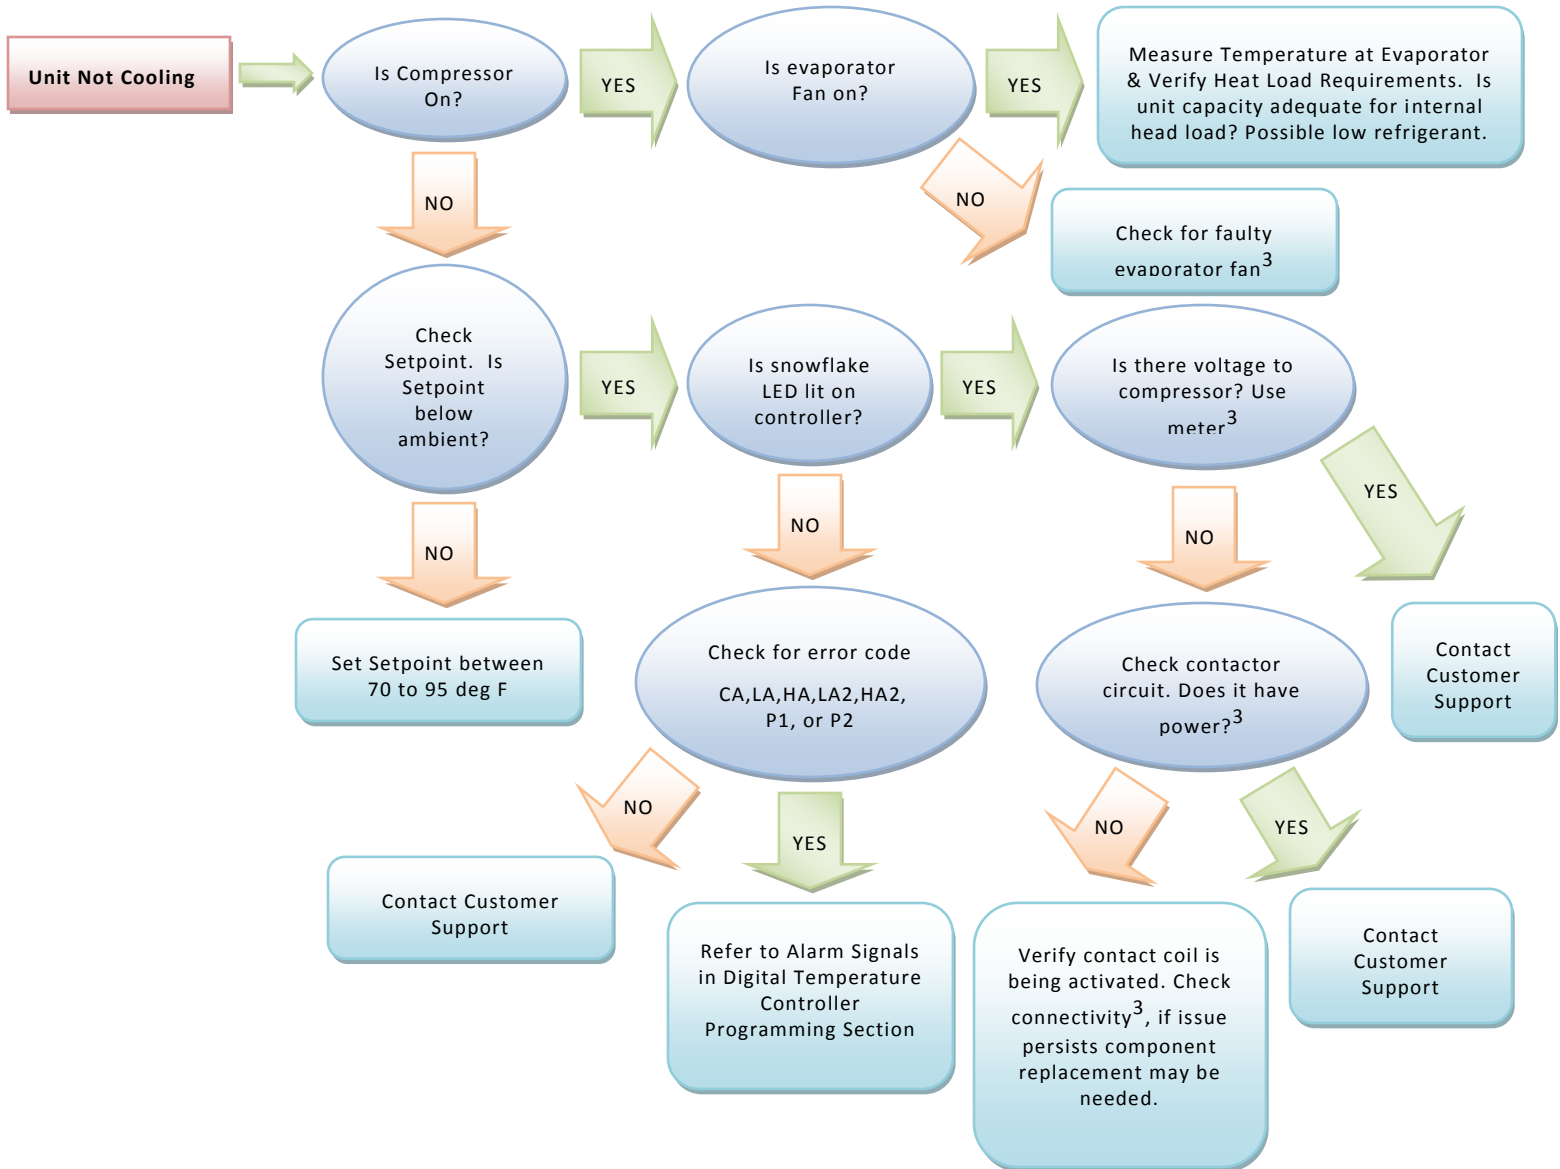 Unit Not Cooling
Is Compressor
On?
YES
Is evaporator
Fan on?
YES
Measure Temperature at Evaporator
& Verify Heat Load Requirements.  Is
unit capacity adequate for internal
head load? Possible low refrigerant.
NO
NO
Check for faulty
evaporator fan3
Check
Setpoint.  Is
Setpoint
below
ambient?
YES
Is snowflake
LED lit on
controller?
YES
Is there voltage to
compressor? Use
meter3
YES
NO
NO
NO
Set Setpoint between
70 to 95 deg F
Check for error code
CA,LA,HA,LA2,HA2,
P1, or P2
Check contactor
circuit. Does it have
power?3
Contact
Customer
Support
NO
YES
NO
YES
Contact Customer
Support
Refer to Alarm Signals
in Digital Temperature
Controller
Programming Section
Verify contact coil is
being activated. Check
connectivity3, if issue
persists component
replacement may be
needed.
Contact
Customer
Support